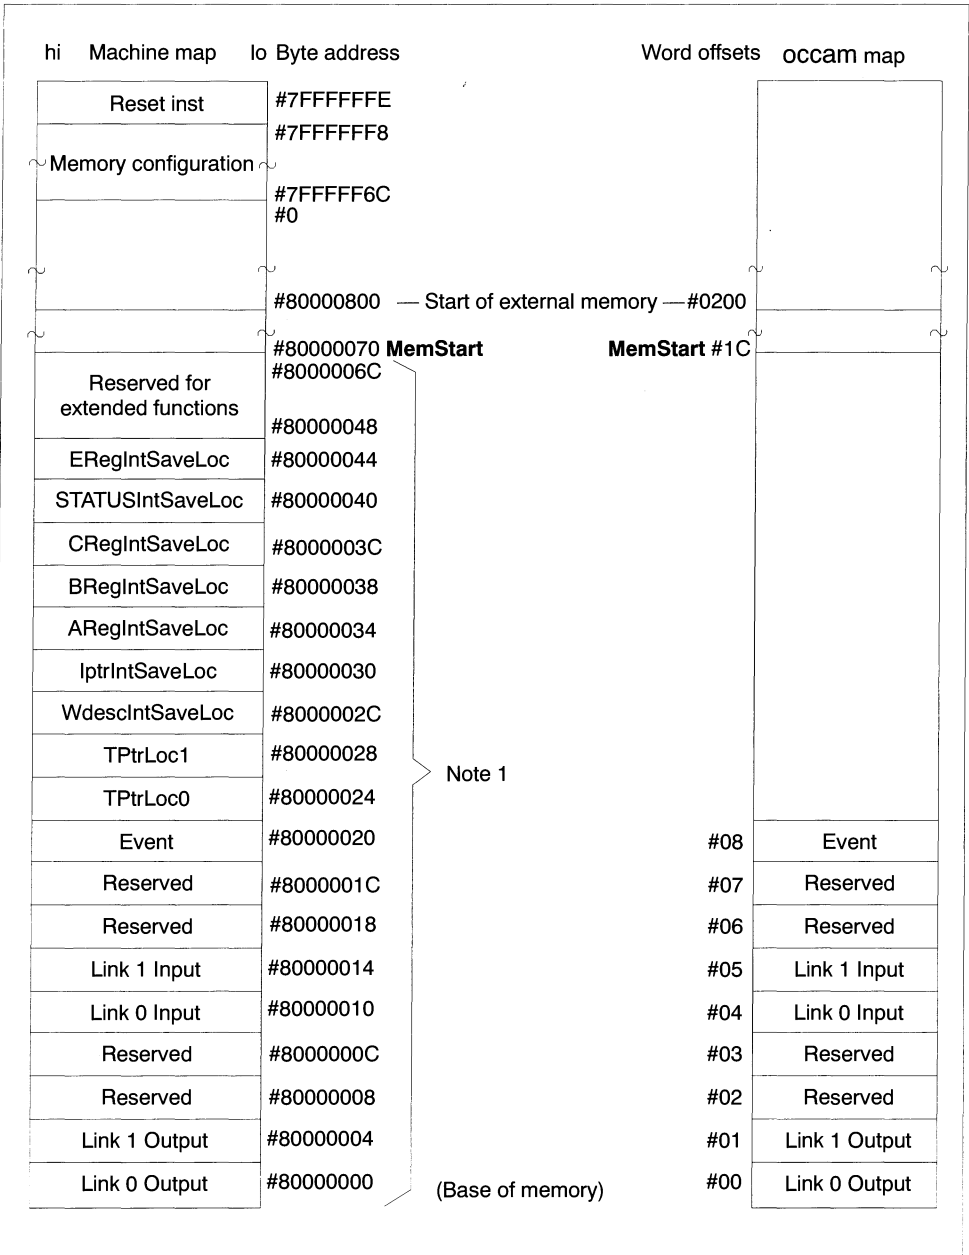 hi Machine map lo Byte address Word offsets occam map
Reset inst #7FFFFFFE
#7FFFFFF8
Memory configuration
#7FFFFF6C
#0
#80000800 — Start of external memory — #0200
#80000070 MemStart MemStart #1C
Reserved for extended functions #8000006C
#80000048
ERegIntSaveLoc #80000044
STATUSIntSaveLoc #80000040
CRegIntSaveLoc #8000003C
BRegIntSaveLoc #80000038
ARegIntSaveLoc #80000034
IptrIntSaveLoc #80000030
WdescIntSaveLoc #8000002C
TPtrLoc1 #80000028
Note 1
TPtrLoc0 #80000024
Event #80000020 #08 Event
Reserved #8000001C #07 Reserved
Reserved #80000018 #06 Reserved
Link 1 Input #80000014 #05 Link 1 Input
Link 0 Input #80000010 #04 Link 0 Input
Reserved #8000000C #03 Reserved
Reserved #80000008 #02 Reserved
Link 1 Output #80000004 #01 Link 1 Output
Link 0 Output #80000000 (Base of memory) #00 Link 0 Output